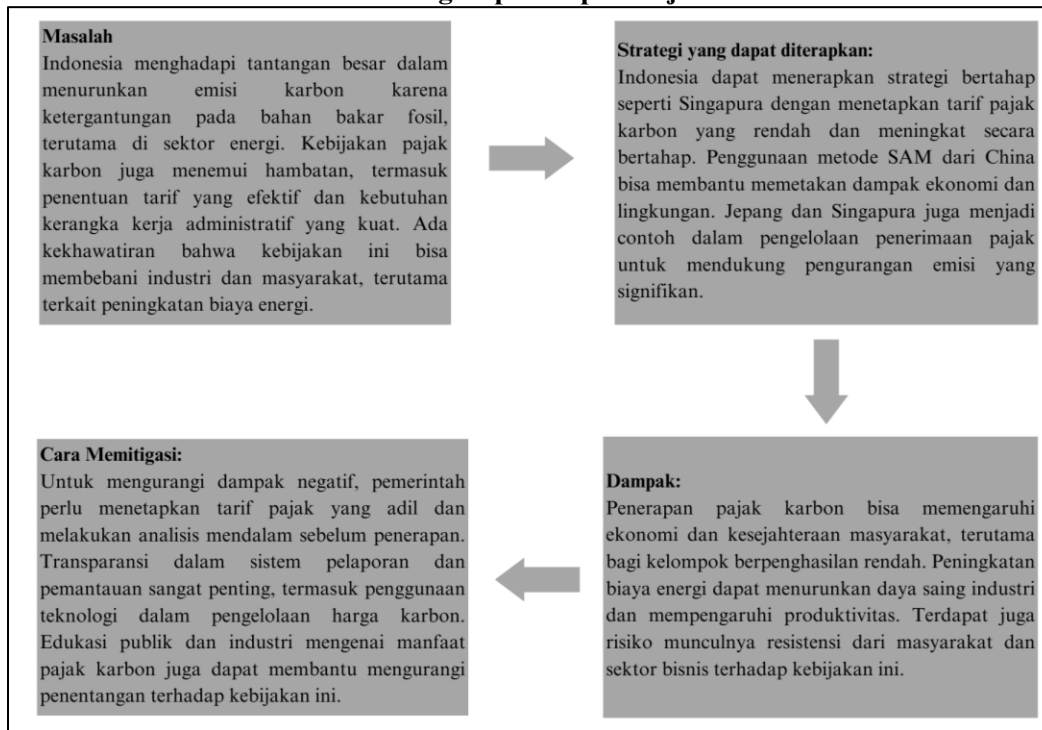 Masalah
Indonesia menghadapi tantangan besar dalam
menurunkan emisi karbon karena
ketergantungan pada bahan bakar fosil,
terutama di sektor energi. Kebijakan pajak
karbon juga menemui hambatan, termasuk
penentuan tarif yang efektif dan kebutuhan
kerangka kerja administratif yang kuat. Ada
kekhawatiran bahwa kebijakan ini bisa
membebani industri dan masyarakat, terutama
terkait peningkatan biaya energi.
Strategi yang dapat diterapkan:
Indonesia dapat menerapkan strategi bertahap
seperti Singapura dengan menetapkan tarif pajak
karbon yang rendah dan meningkat secara
bertahap. Penggunaan metode SAM dari China
bisa membantu memetakan dampak ekonomi dan
lingkungan. Jepang dan Singapura juga menjadi
contoh dalam pengelolaan penerimaan pajak
untuk mendukung pengurangan emisi yang
signifikan.
Dampak:
Penerapan pajak karbon bisa memengaruhi
ekonomi dan kesejahteraan masyarakat, terutama
bagi kelompok berpenghasilan rendah. Peningkatan
biaya energi dapat menurunkan daya saing industri
dan mempengaruhi produktivitas. Terdapat juga
risiko munculnya resistensi dari masyarakat dan
sektor bisnis terhadap kebijakan ini.
Cara Memitigasi:
Untuk mengurangi dampak negatif, pemerintah
perlu menetapkan tarif pajak yang adil dan
melakukan analisis mendalam sebelum penerapan.
Transparansi dalam sistem pelaporan dan
pemantauan sangat penting, termasuk penggunaan
teknologi dalam pengelolaan harga karbon.
Edukasi publik dan industri mengenai manfaat
pajak karbon juga dapat membantu mengurangi
penentangan terhadap kebijakan ini.